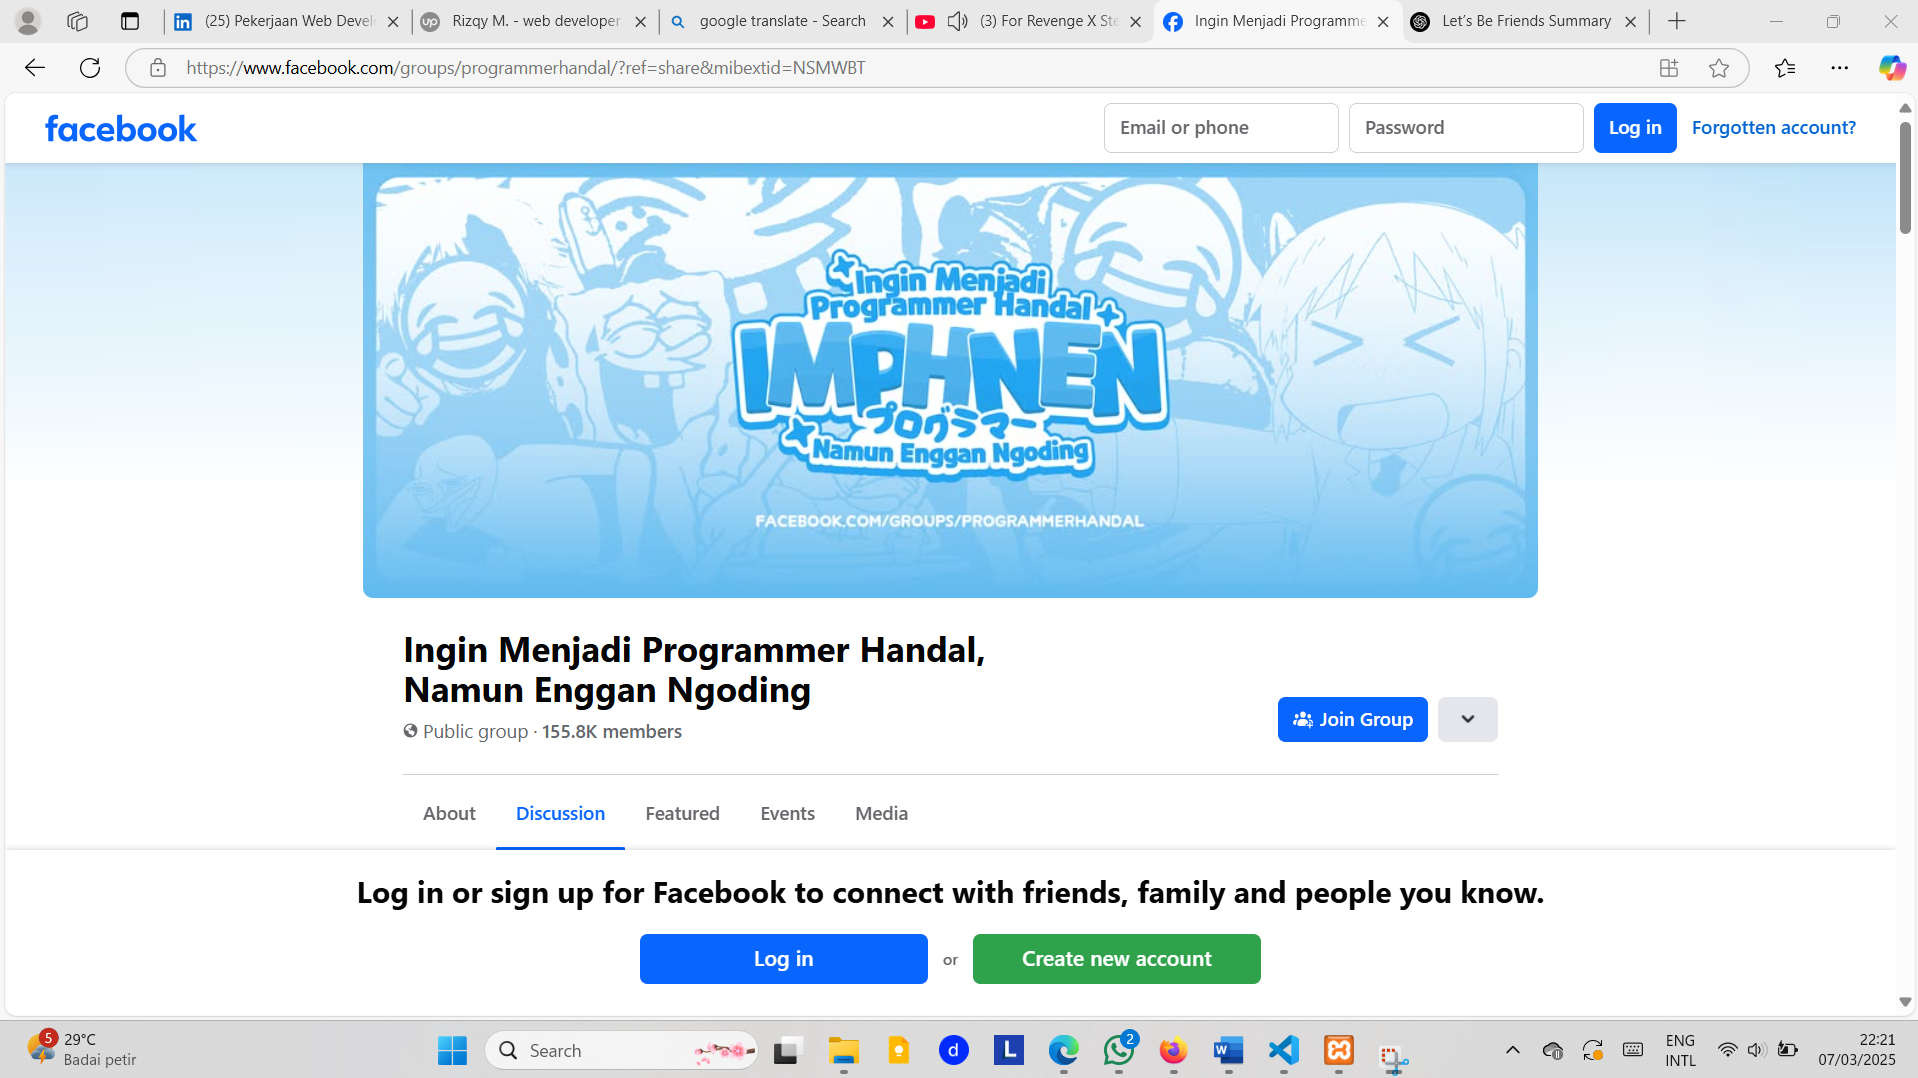 (25) Pekerjaan Web Devel
Rizqy M. - web developer
google translate - Search
(3) For Revenge X Ste
Ingin Menjadi Programme
Let’s Be Friends Summary
https://www.facebook.com/groups/programmerhandal/?ref=share&mibextid=NSMWBT
facebook
Email or phone
Password
Log in
Forgotten account?
Ingin Menjadi
Programmer Handal
IMPHNEN
プログラマー
Namun Enggan Ngoding
FACEBOOK.COM/GROUPS/PROGRAMMERHANDAL
Ingin Menjadi Programmer Handal,
Namun Enggan Ngoding
Public group · 155.8K members
Join Group
About
Discussion
Featured
Events
Media
Log in or sign up for Facebook to connect with friends, family and people you know.
Log in
or
Create new account
5
29°C
Badai petir
Search
d
L
2
W
ENG
INTL
22:21
07/03/2025